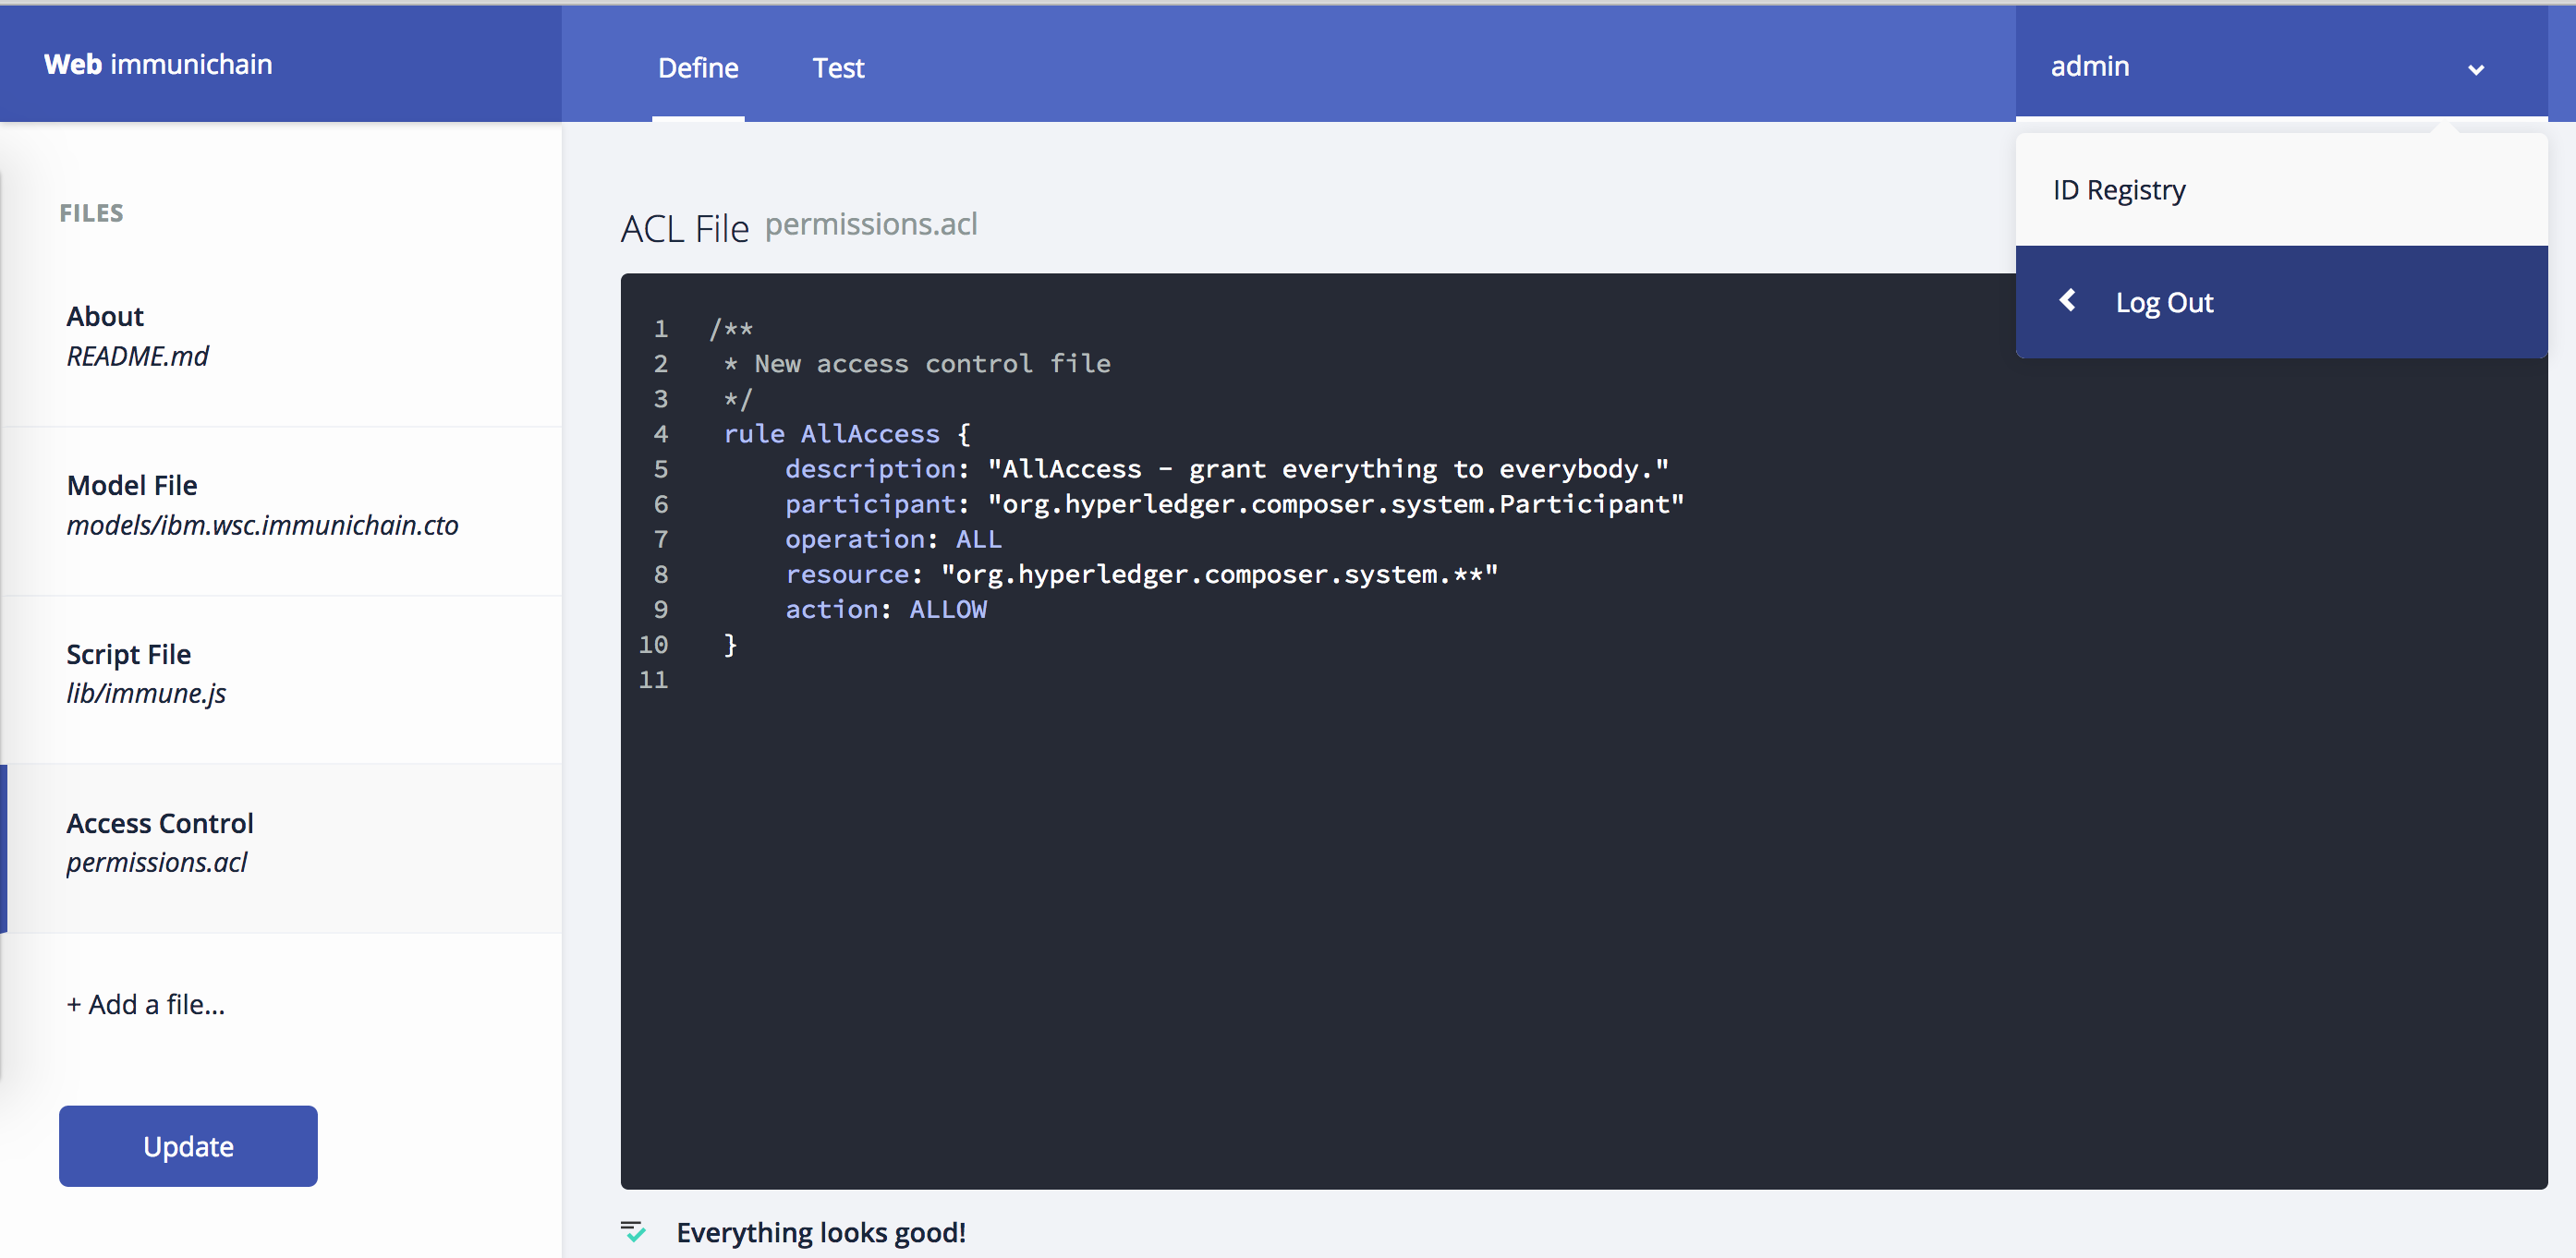 Web immunichain
Define
Test
admin
ID Registry
Log Out
FILES
About
README.md
Model File
models/ibm.wsc.immunichain.cto
Script File
lib/immune.js
Access Control
permissions.acl
+ Add a file...
Update
ACL File permissions.acl
1 /**
2 * New access control file
3 */
4 rule AllAccess {
5 description: "AllAccess - grant everything to everybody."
6 participant: "org.hyperledger.composer.system.Participant"
7 operation: ALL
8 resource: "org.hyperledger.composer.system.**"
9 action: ALLOW
10 }
11
Everything looks good!